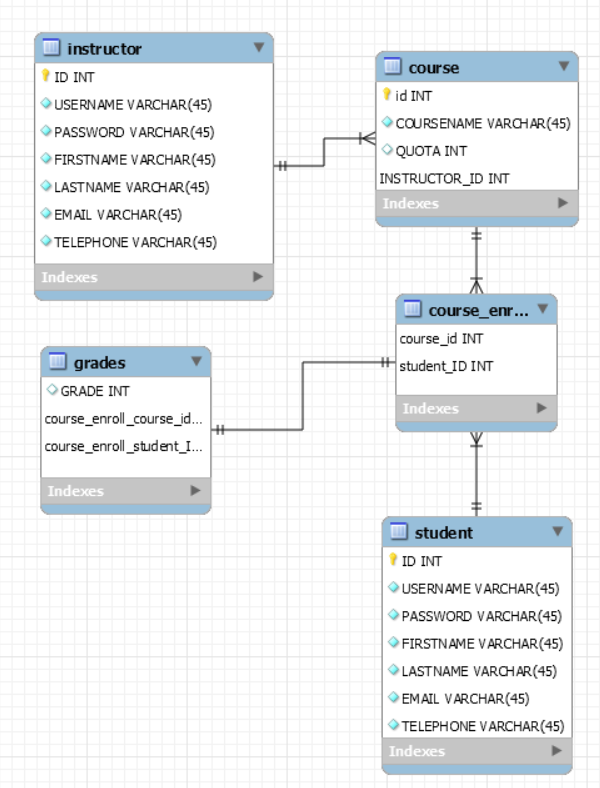 instructor
ID INT
USERNAME VARCHAR(45)
PASSWORD VARCHAR(45)
FIRSTNAME VARCHAR(45)
LASTNAME VARCHAR(45)
EMAIL VARCHAR(45)
TELEPHONE VARCHAR(45)
Indexes
course
id INT
COURSENAME VARCHAR(45)
QUOTA INT
INSTRUCTOR_ID INT
Indexes
course_enr...
course_id INT
student_ID INT
Indexes
grades
GRADE INT
course_enroll_course_id...
course_enroll_student_I...
Indexes
student
ID INT
USERNAME VARCHAR(45)
PASSWORD VARCHAR(45)
FIRSTNAME VARCHAR(45)
LASTNAME VARCHAR(45)
EMAIL VARCHAR(45)
TELEPHONE VARCHAR(45)
Indexes